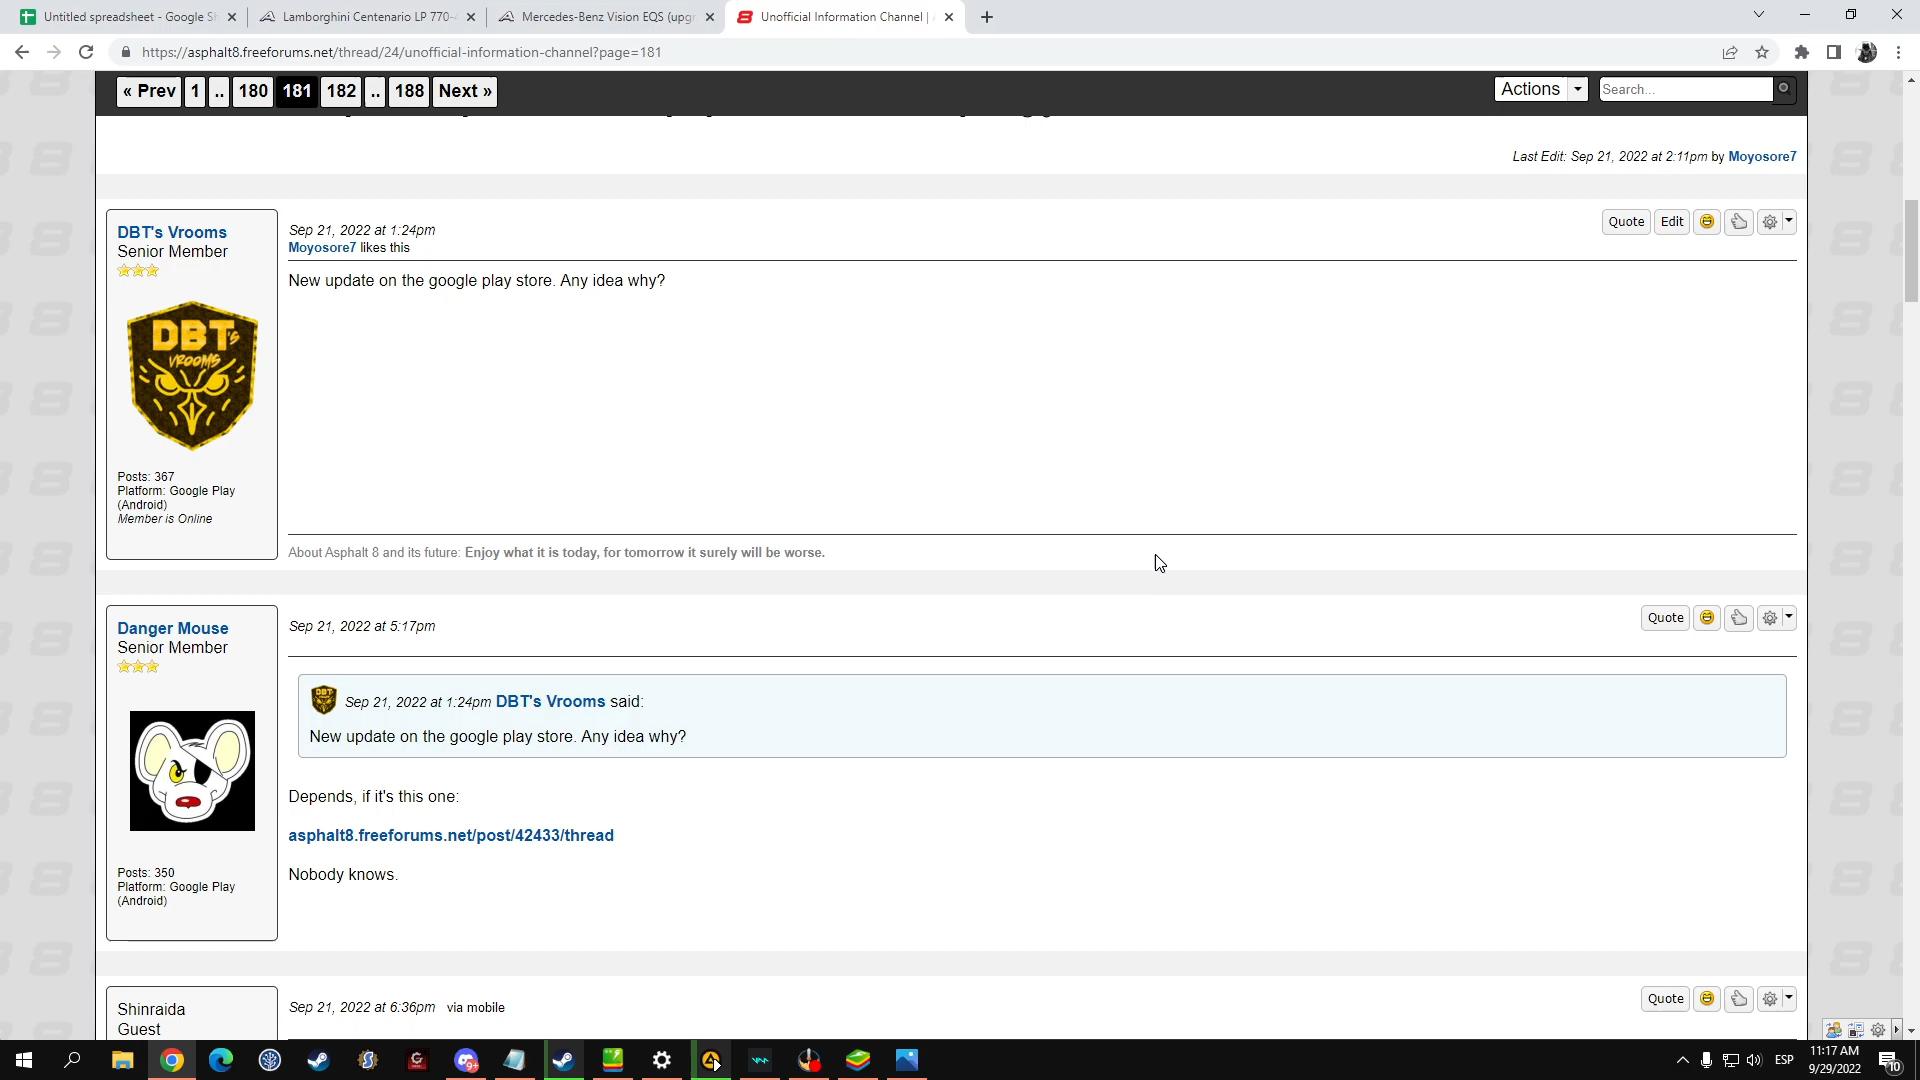 Untitled spreadsheet - Google S
Lamborghini Centenario LP 770-
Mercedes-Benz Vision EQS (upg
Unofficial Information Channel |
https://asphalt8.freeforums.net/thread/24/unofficial-information-channel?page=181
« Prev 1 .. 180 181 182 .. 188 Next »
Actions
Search...
Last Edit: Sep 21, 2022 at 2:11pm by Moyosore7
DBT's Vrooms
Senior Member
DBT's
VROOMS
Posts: 367
Platform: Google Play
(Android)
Member is Online
Sep 21, 2022 at 1:24pm
Moyosore7 likes this
Quote Edit
New update on the google play store. Any idea why?
About Asphalt 8 and its future: Enjoy what it is today, for tomorrow it surely will be worse.
Danger Mouse
Senior Member
Posts: 350
Platform: Google Play
(Android)
Sep 21, 2022 at 5:17pm
Quote
Sep 21, 2022 at 1:24pm DBT's Vrooms said:
New update on the google play store. Any idea why?
Depends, if it's this one:
asphalt8.freeforums.net/post/42433/thread
Nobody knows.
Shinraida
Guest
Sep 21, 2022 at 6:36pm via mobile
Quote
ESP
11:17 AM
9/29/2022
10